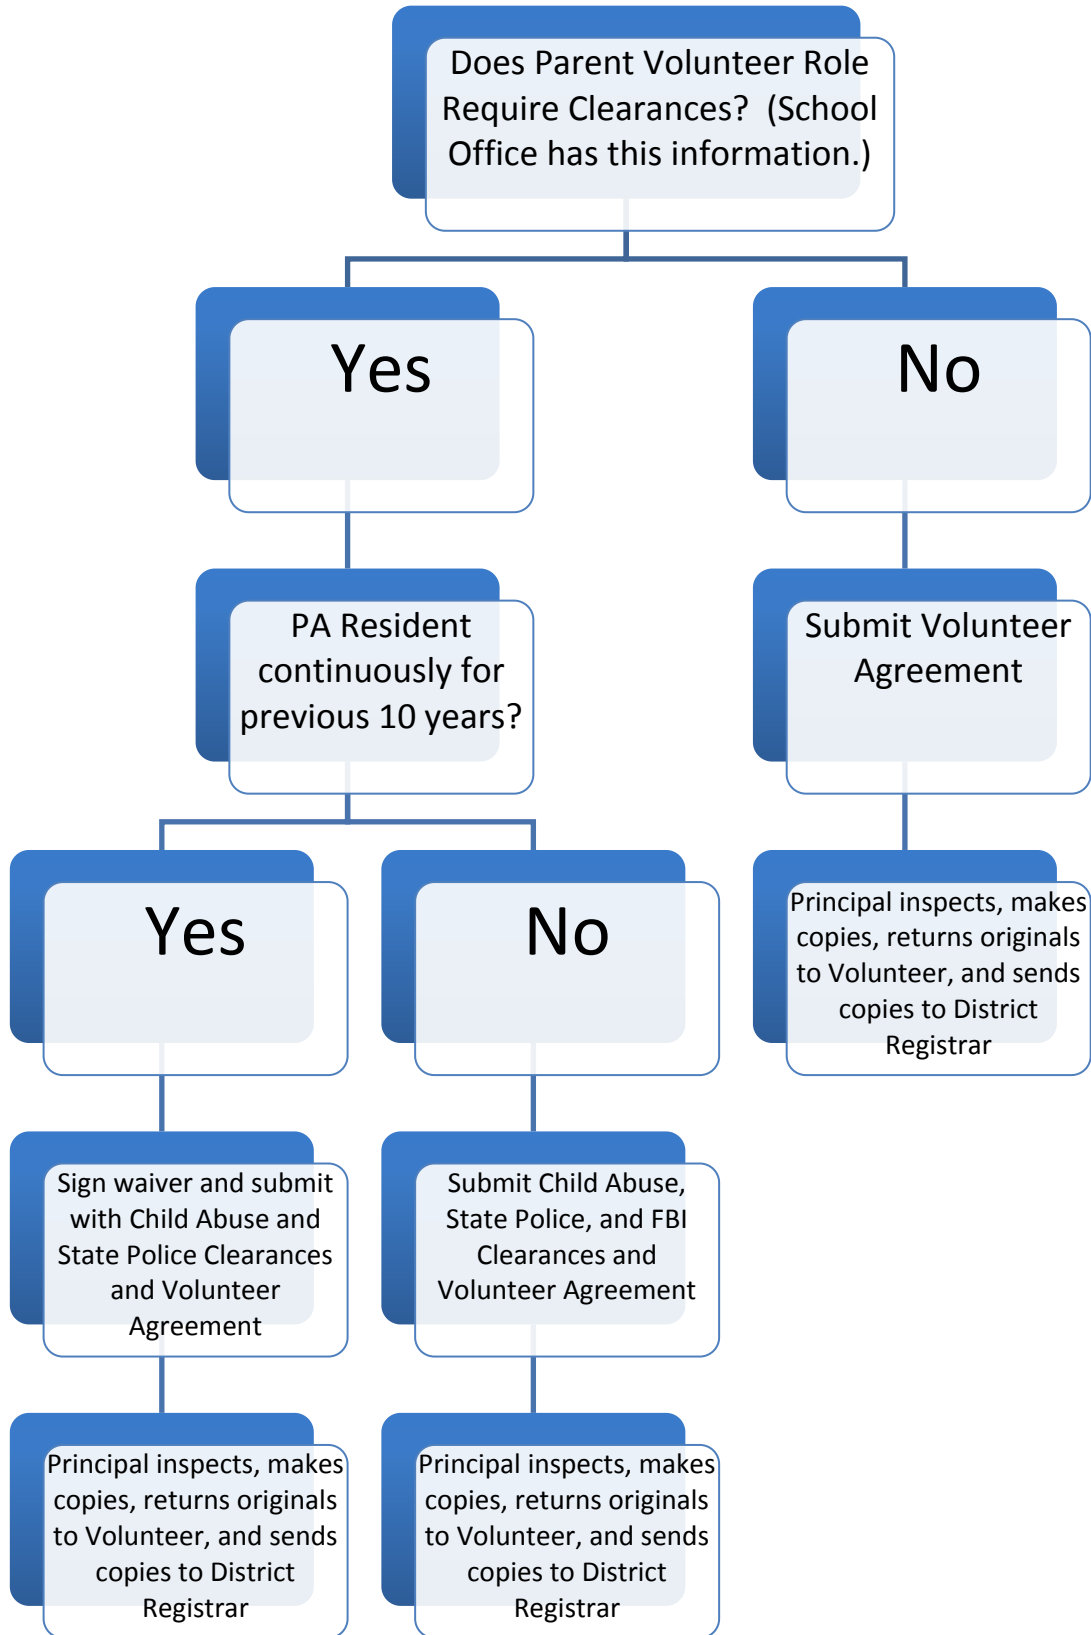 Does Parent Volunteer Role
Require Clearances?  (School
Office has this information.)
Yes
No
PA Resident
continuously for
previous 10 years?
Submit Volunteer
Agreement
Yes
No
Principal inspects, makes
copies, returns originals
to Volunteer, and sends
copies to District
Registrar
Sign waiver and submit
with Child Abuse and
State Police Clearances
and Volunteer
Agreement
Submit Child Abuse,
State Police, and FBI
Clearances and
Volunteer Agreement
Principal inspects, makes
copies, returns originals
to Volunteer, and sends
copies to District
Registrar
Principal inspects, makes
copies, returns originals
to Volunteer, and sends
copies to District
Registrar